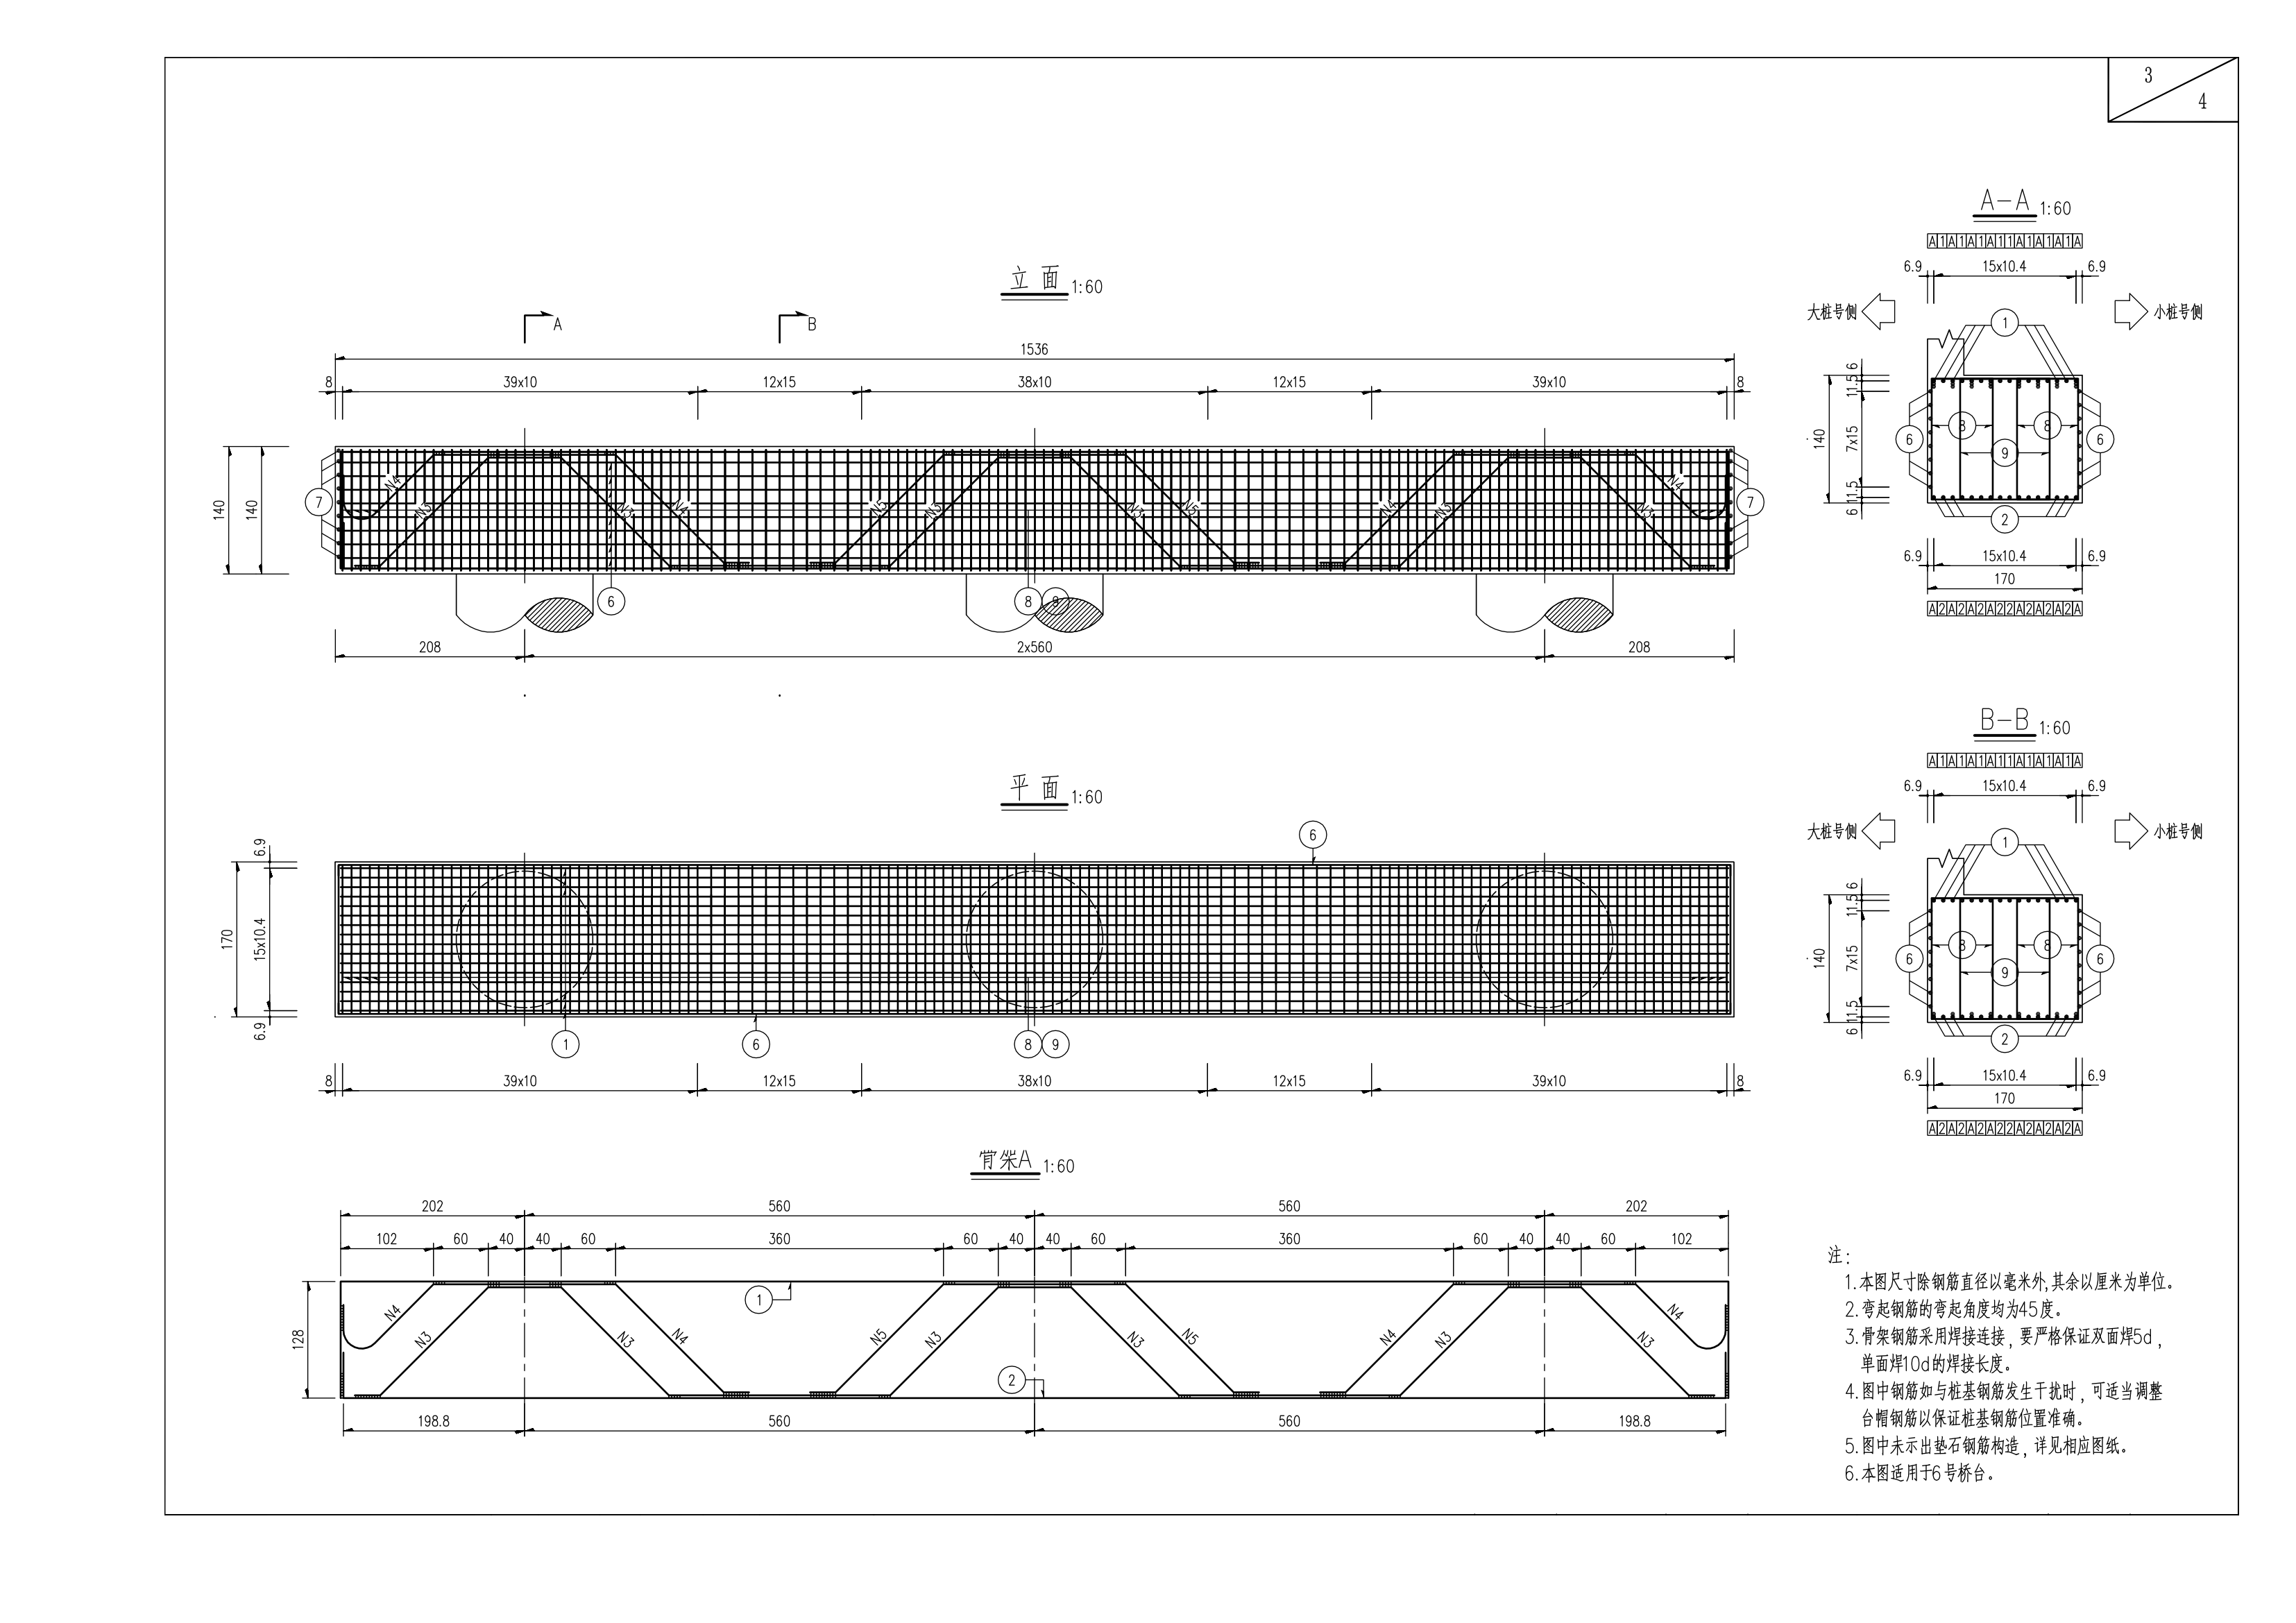 3
4
立 面 1:60
A
B
1536
8
39x10
12x15
38x10
12x15
39x10
8
140
140
7
N4
N3
N3
N4
N5
N3
N3
N5
N4
N3
N3
N4
7
6
8
9
208
2x560
208
A-A 1:60
A1A1A1A11A1A1A1A
6.9
15x10.4
6.9
大桩号侧
小桩号侧
1
140
6
11.5
7x15
11.5
6
6
8
8
9
6
2
6.9
15x10.4
6.9
170
A2A2A2A22A2A2A2A
平 面 1:60
6
170
6.9
15x10.4
6.9
1
6
8
9
8
39x10
12x15
38x10
12x15
39x10
8
B-B 1:60
A1A1A1A11A1A1A1A
6.9
15x10.4
6.9
大桩号侧
小桩号侧
1
140
6
11.5
7x15
11.5
6
6
8
8
9
6
2
6.9
15x10.4
6.9
170
A2A2A2A22A2A2A2A
骨架A 1:60
202
560
560
202
102
60
40
40
60
360
60
40
40
60
360
60
40
40
60
102
128
1
N4
N3
N3
N4
N5
N3
N3
N5
N4
N3
N3
N4
2
198.8
560
560
198.8
注:
1.本图尺寸除钢筋直径以毫米外,其余以厘米为单位。
2.弯起钢筋的弯起角度均为45度。
3.骨架钢筋采用焊接连接,要严格保证双面焊5d,
单面焊10d的焊接长度。
4.图中钢筋如与桩基钢筋发生干扰时,可适当调整
台帽钢筋以保证桩基钢筋位置准确。
5.图中未示出垫石钢筋构造,详见相应图纸。
6.本图适用于6号桥台。